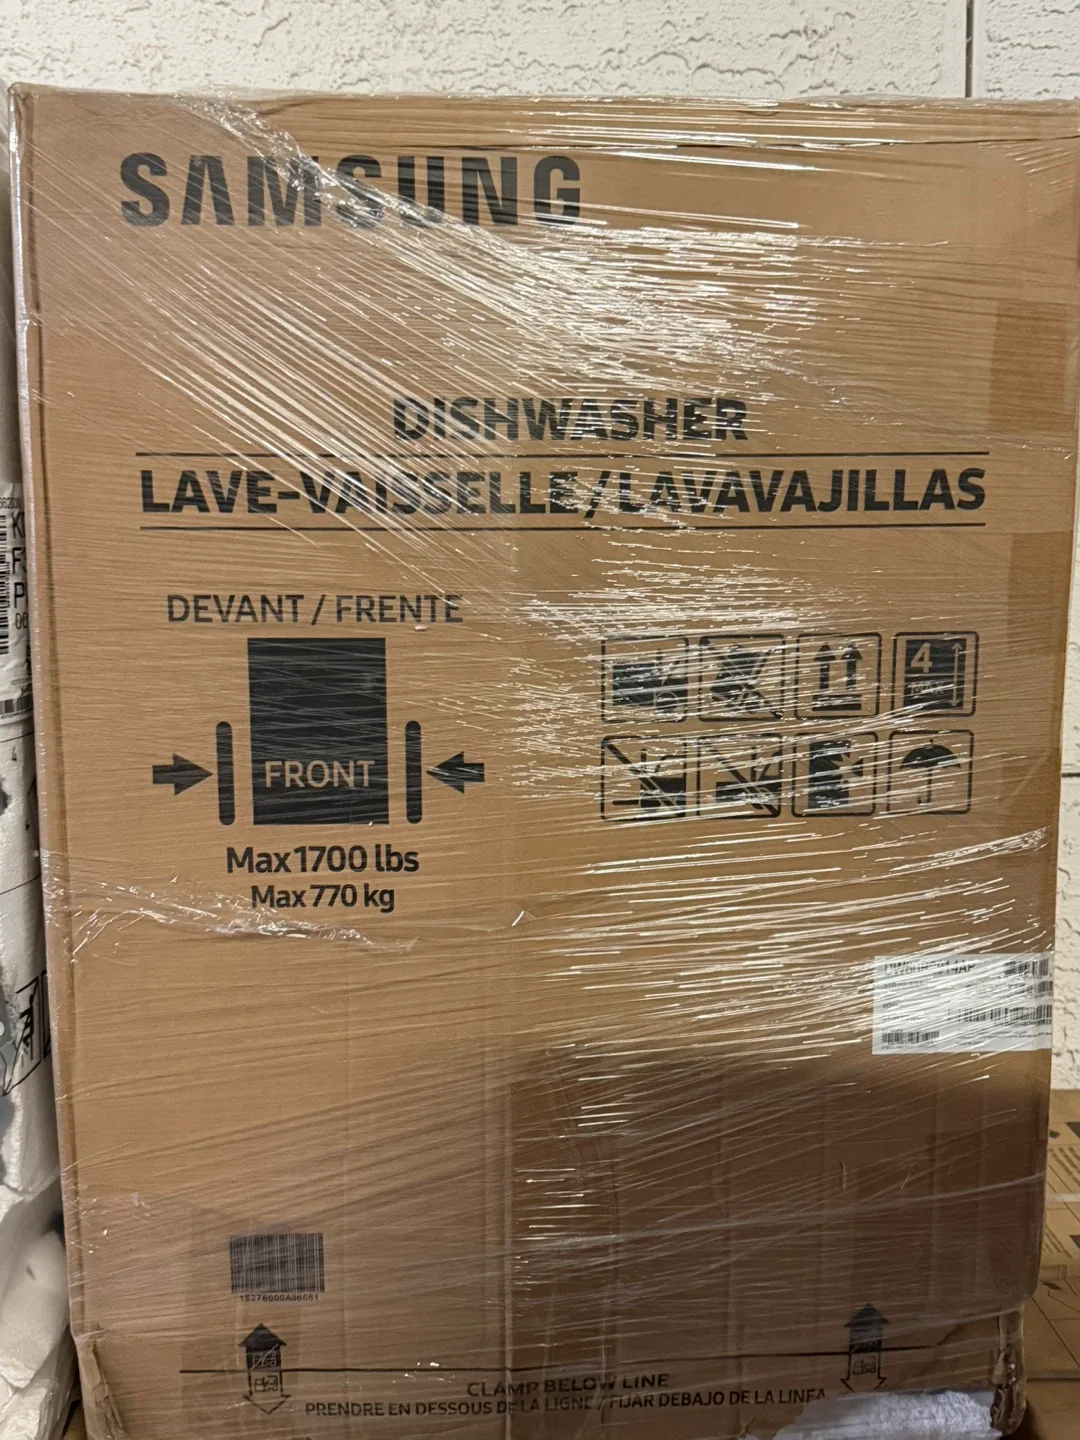 SAMSUNG
DISHWASHER
LAVE-VAISSELLE/LAVAVAJILLAS
DEVANT / FRENTE
FRONT
4
Max 1700 lbs
Max 770 kg
CLAMP BELOW LINE
PRENDRE EN DESSOUS DE LA LIGNE / FIJAR DEBAJO DE LA LINEA